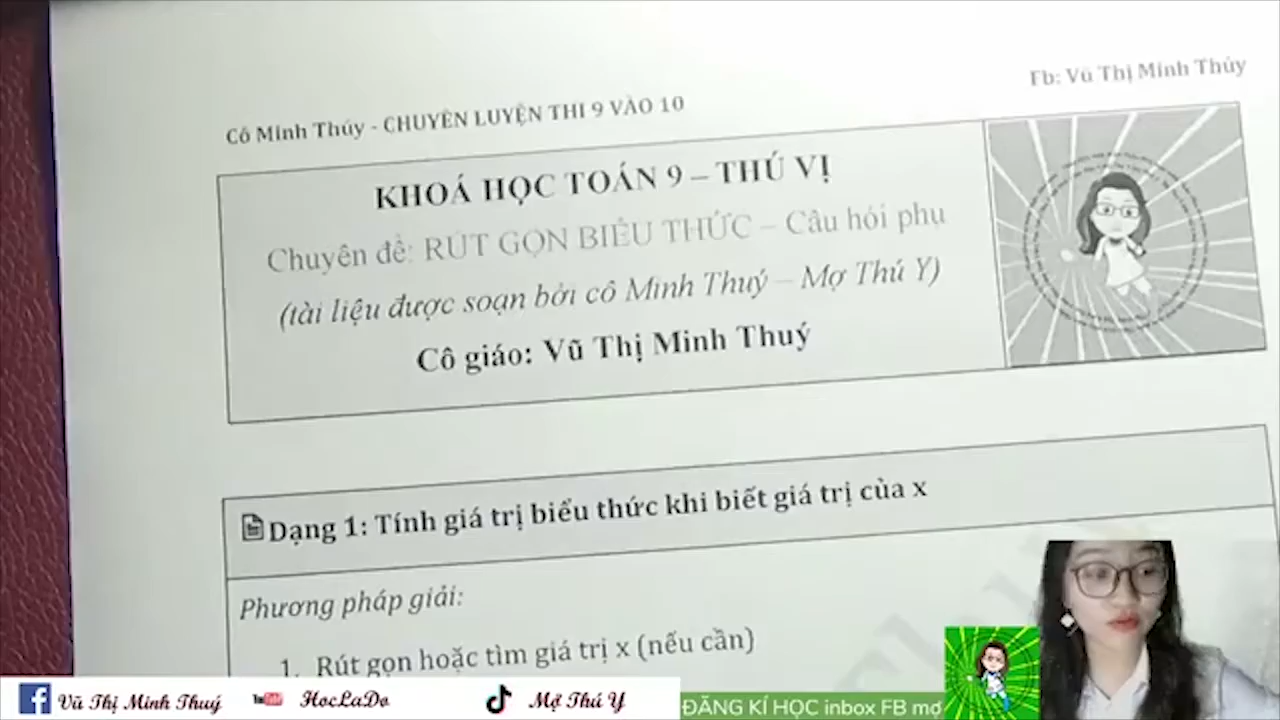 Fb: Vũ Thị Minh Thủy
Cô Minh Thúy - CHUYÊN LUYỆN THI 9 VÀO 10
KHOÁ HỌC TOÁN 9 – THÚ VỊ
Chuyên đề: RÚT GỌN BIỂU THỨC – Câu hỏi phụ
(tài liệu được soạn bởi cô Minh Thuý – Mợ Thú Y)
Cô giáo: Vũ Thị Minh Thuý
Dạng 1: Tính giá trị biểu thức khi biết giá trị của x
Phương pháp giải:
1. Rút gọn hoặc tìm giá trị x (nếu cần)
Vũ Thị Minh Thuý
YouTube HocLaDo
Mợ Thú Y
ĐĂNG KÍ HỌC inbox FB mợ